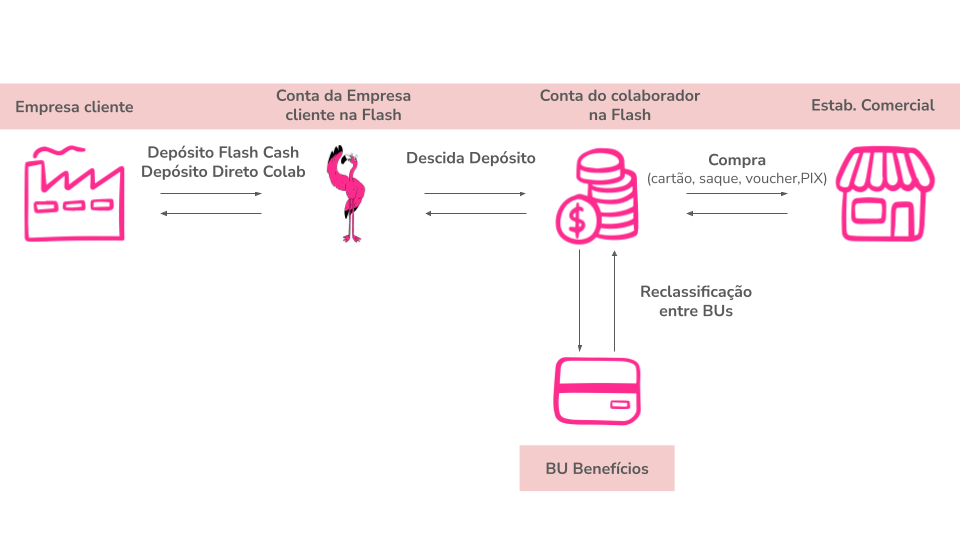 Empresa cliente
Conta da Empresa
cliente na Flash
Conta do colaborador
na Flash
Estab. Comercial
Depósito Flash Cash
Depósito Direto Colab
Descida Depósito
Compra
(cartão, saque, voucher,PIX)
$
Reclassificação
entre BUs
BU Benefícios